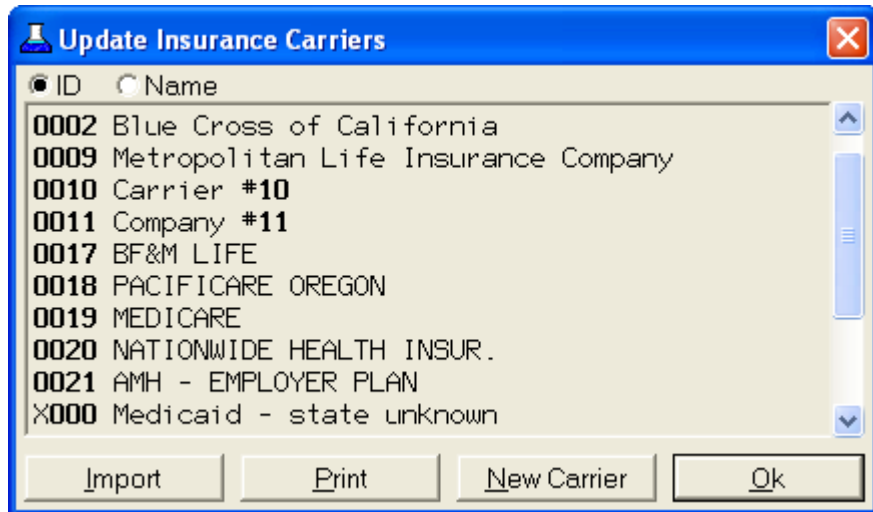 Update Insurance Carriers
ID Name
0002 Blue Cross of California
0009 Metropolitan Life Insurance Company
0010 Carrier #10
0011 Company #11
0017 BF&M LIFE
0018 PACIFICARE OREGON
0019 MEDICARE
0020 NATIONWIDE HEALTH INSUR.
0021 AMH - EMPLOYER PLAN
X000 Medicaid - state unknown
Import Print New Carrier Ok